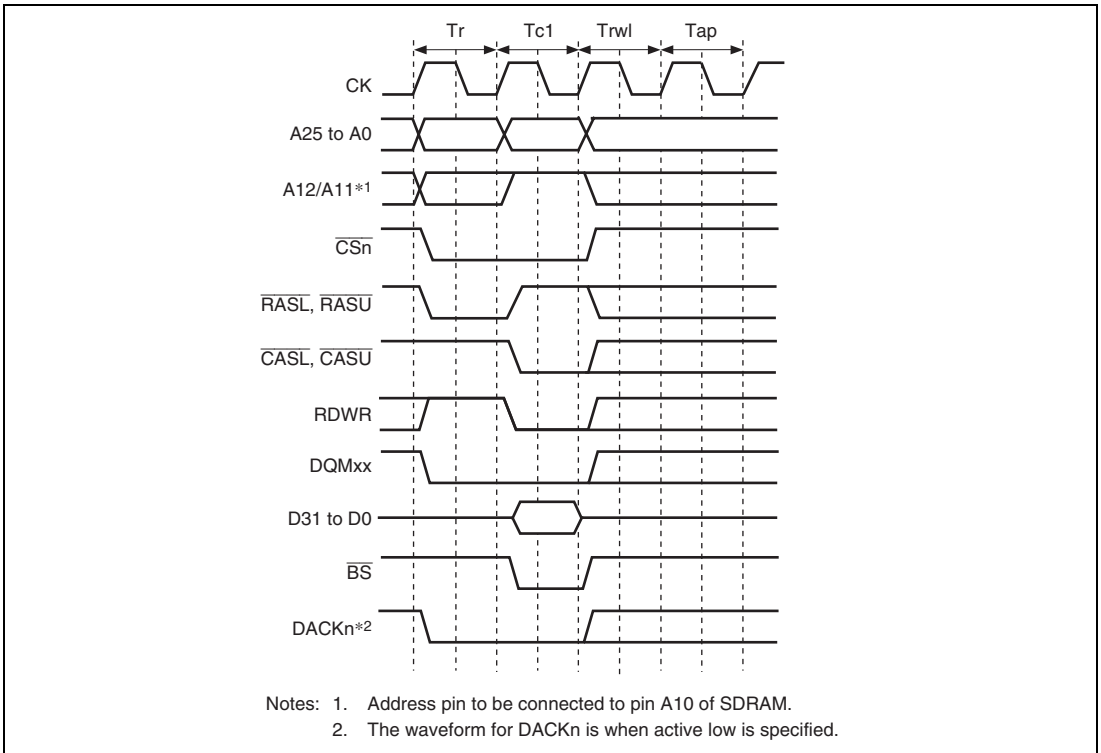 Tr Tc1 Trwl Tap
CK
A25 to A0
A12/A11*1
CSn
RASL, RASU
CASL, CASU
RDWR
DQMxx
D31 to D0
BS
DACKn*2
Notes: 1. Address pin to be connected to pin A10 of SDRAM.
2. The waveform for DACKn is when active low is specified.